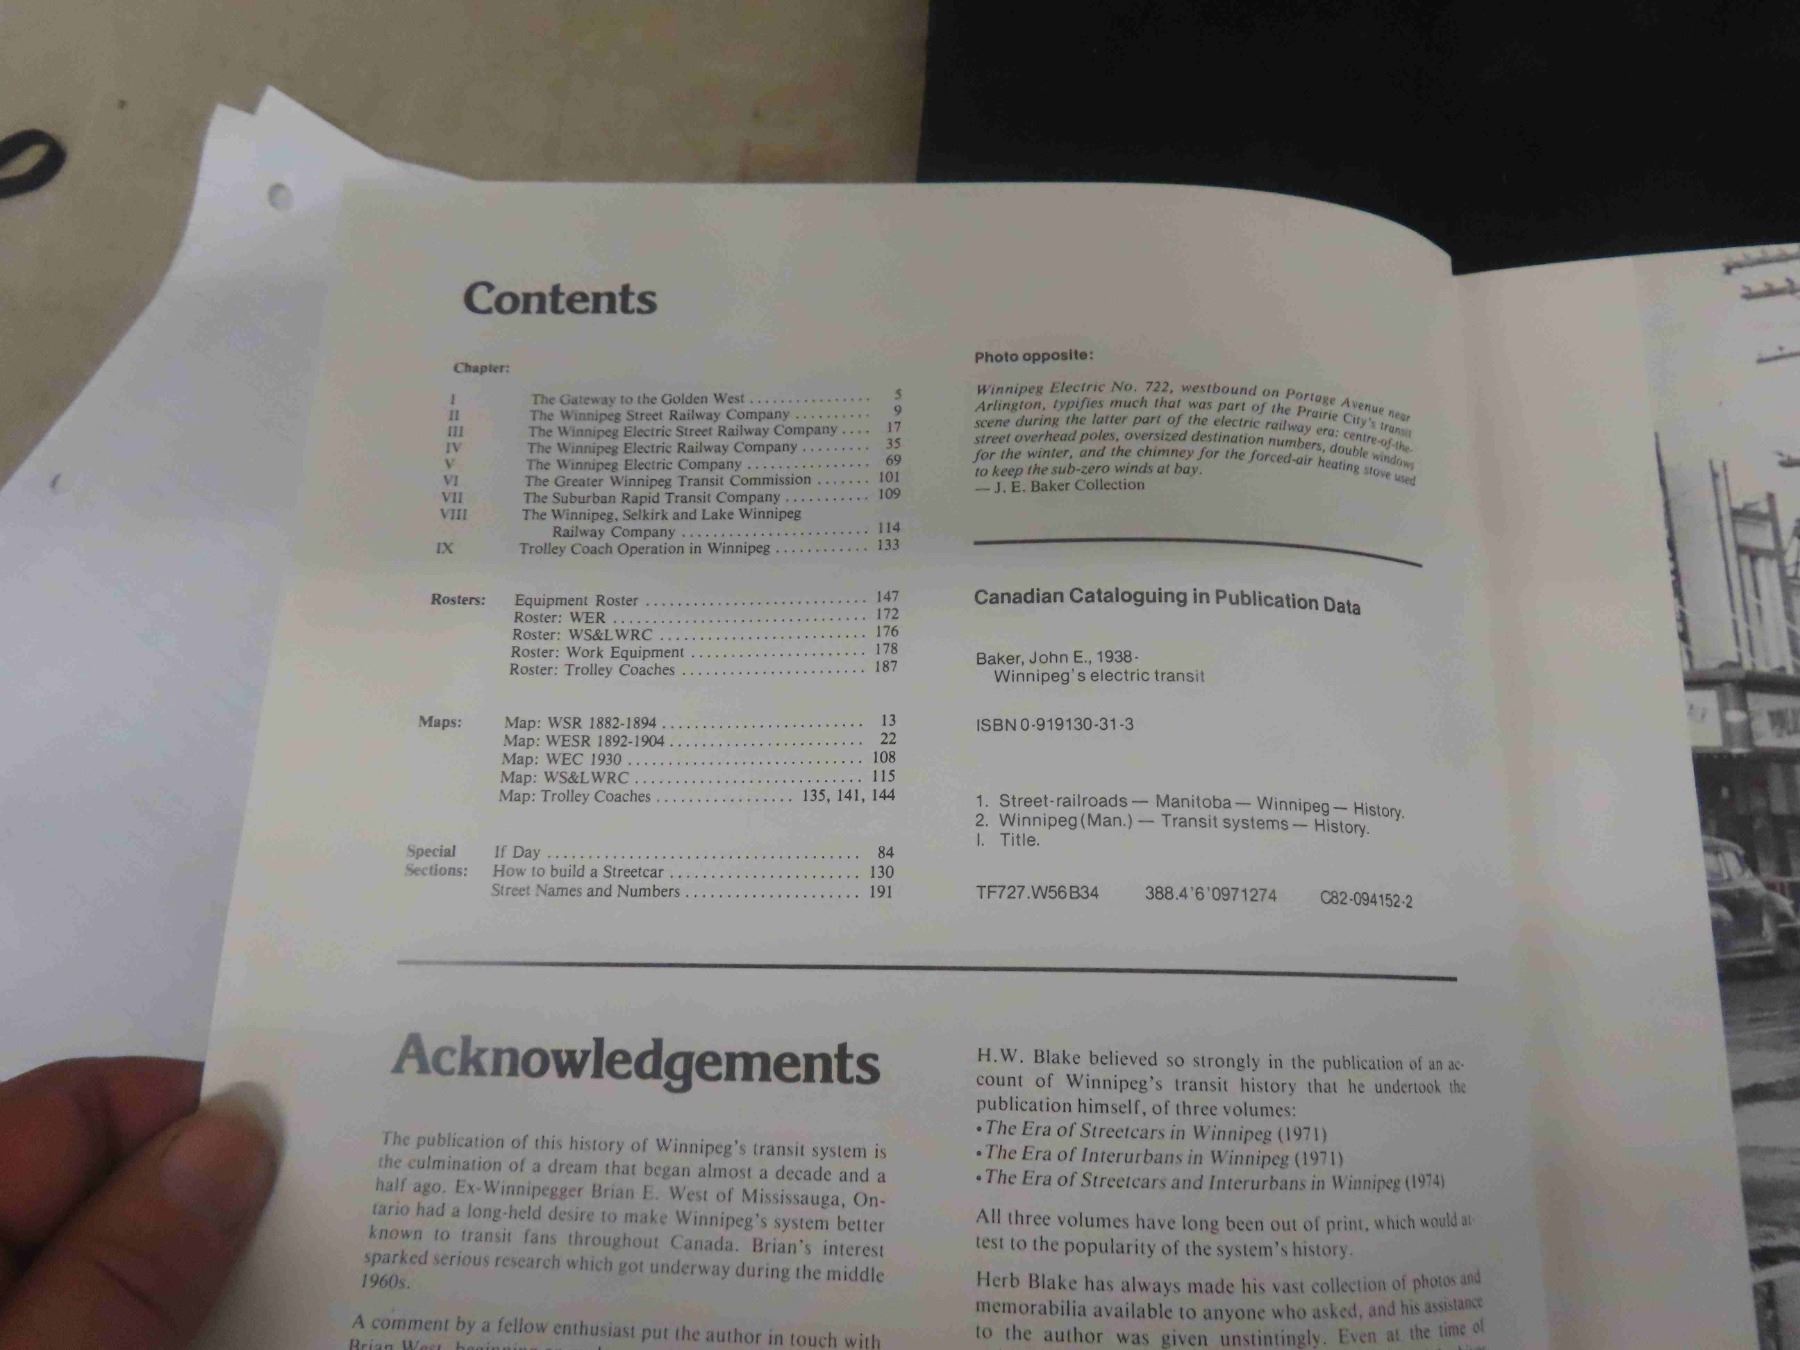 Contents
Chapter:
I The Gateway to the Golden West ............... 5
II The Winnipeg Street Railway Company .......... 9
III The Winnipeg Electric Street Railway Company .... 17
IV The Winnipeg Electric Railway Company ......... 35
V The Winnipeg Electric Company ............... 69
VI The Greater Winnipeg Transit Commission ....... 101
VII The Suburban Rapid Transit Company ........... 109
VIII The Winnipeg, Selkirk and Lake Winnipeg
Railway Company ....................... 114
IX Trolley Coach Operation in Winnipeg ............ 133
Rosters: Equipment Roster ............................ 147
Roster: WER ................................ 172
Roster: WS&LWRC .......................... 176
Roster: Work Equipment ...................... 178
Roster: Trolley Coaches ....................... 187
Maps: Map: WSR 1882-1894 ......................... 13
Map: WESR 1892-1904 ........................ 22
Map: WEC 1930 ............................. 108
Map: WS&LWRC ............................ 115
Map: Trolley Coaches ................. 135, 141, 144
Special If Day ...................................... 84
Sections: How to build a Streetcar ....................... 130
Street Names and Numbers ..................... 191
Photo opposite:
Winnipeg Electric No. 722, westbound on Portage Avenue near
Arlington, typifies much that was part of the Prairie City's transit
scene during the latter part of the electric railway era: centre-of-the-
street overhead poles, oversized destination numbers, double windows
for the winter, and the chimney for the forced-air heating stove used
to keep the sub-zero winds at bay.
— J. E. Baker Collection
Canadian Cataloguing in Publication Data
Baker, John E., 1938-
Winnipeg's electric transit
ISBN 0-919130-31-3
1. Street-railroads — Manitoba — Winnipeg — History.
2. Winnipeg (Man.) — Transit systems — History.
I. Title.
TF727.W56B34 388.4'6'0971274 C82-094152-2
Acknowledgements
The publication of this history of Winnipeg's transit system is
the culmination of a dream that began almost a decade and a
half ago. Ex-Winnipegger Brian E. West of Mississauga, On-
tario had a long-held desire to make Winnipeg's system better
known to transit fans throughout Canada. Brian's interest
sparked serious research which got underway during the middle
1960s.
A comment by a fellow enthusiast put the author in touch with
Brian West, beginning
H.W. Blake believed so strongly in the publication of an ac-
count of Winnipeg's transit history that he undertook the
publication himself, of three volumes:
• The Era of Streetcars in Winnipeg (1971)
• The Era of Interurbans in Winnipeg (1971)
• The Era of Streetcars and Interurbans in Winnipeg (1974)
All three volumes have long been out of print, which would at-
test to the popularity of the system's history.
Herb Blake has always made his vast collection of photos and
memorabilia available to anyone who asked, and his assistance
to the author was given unstintingly. Even at the time of